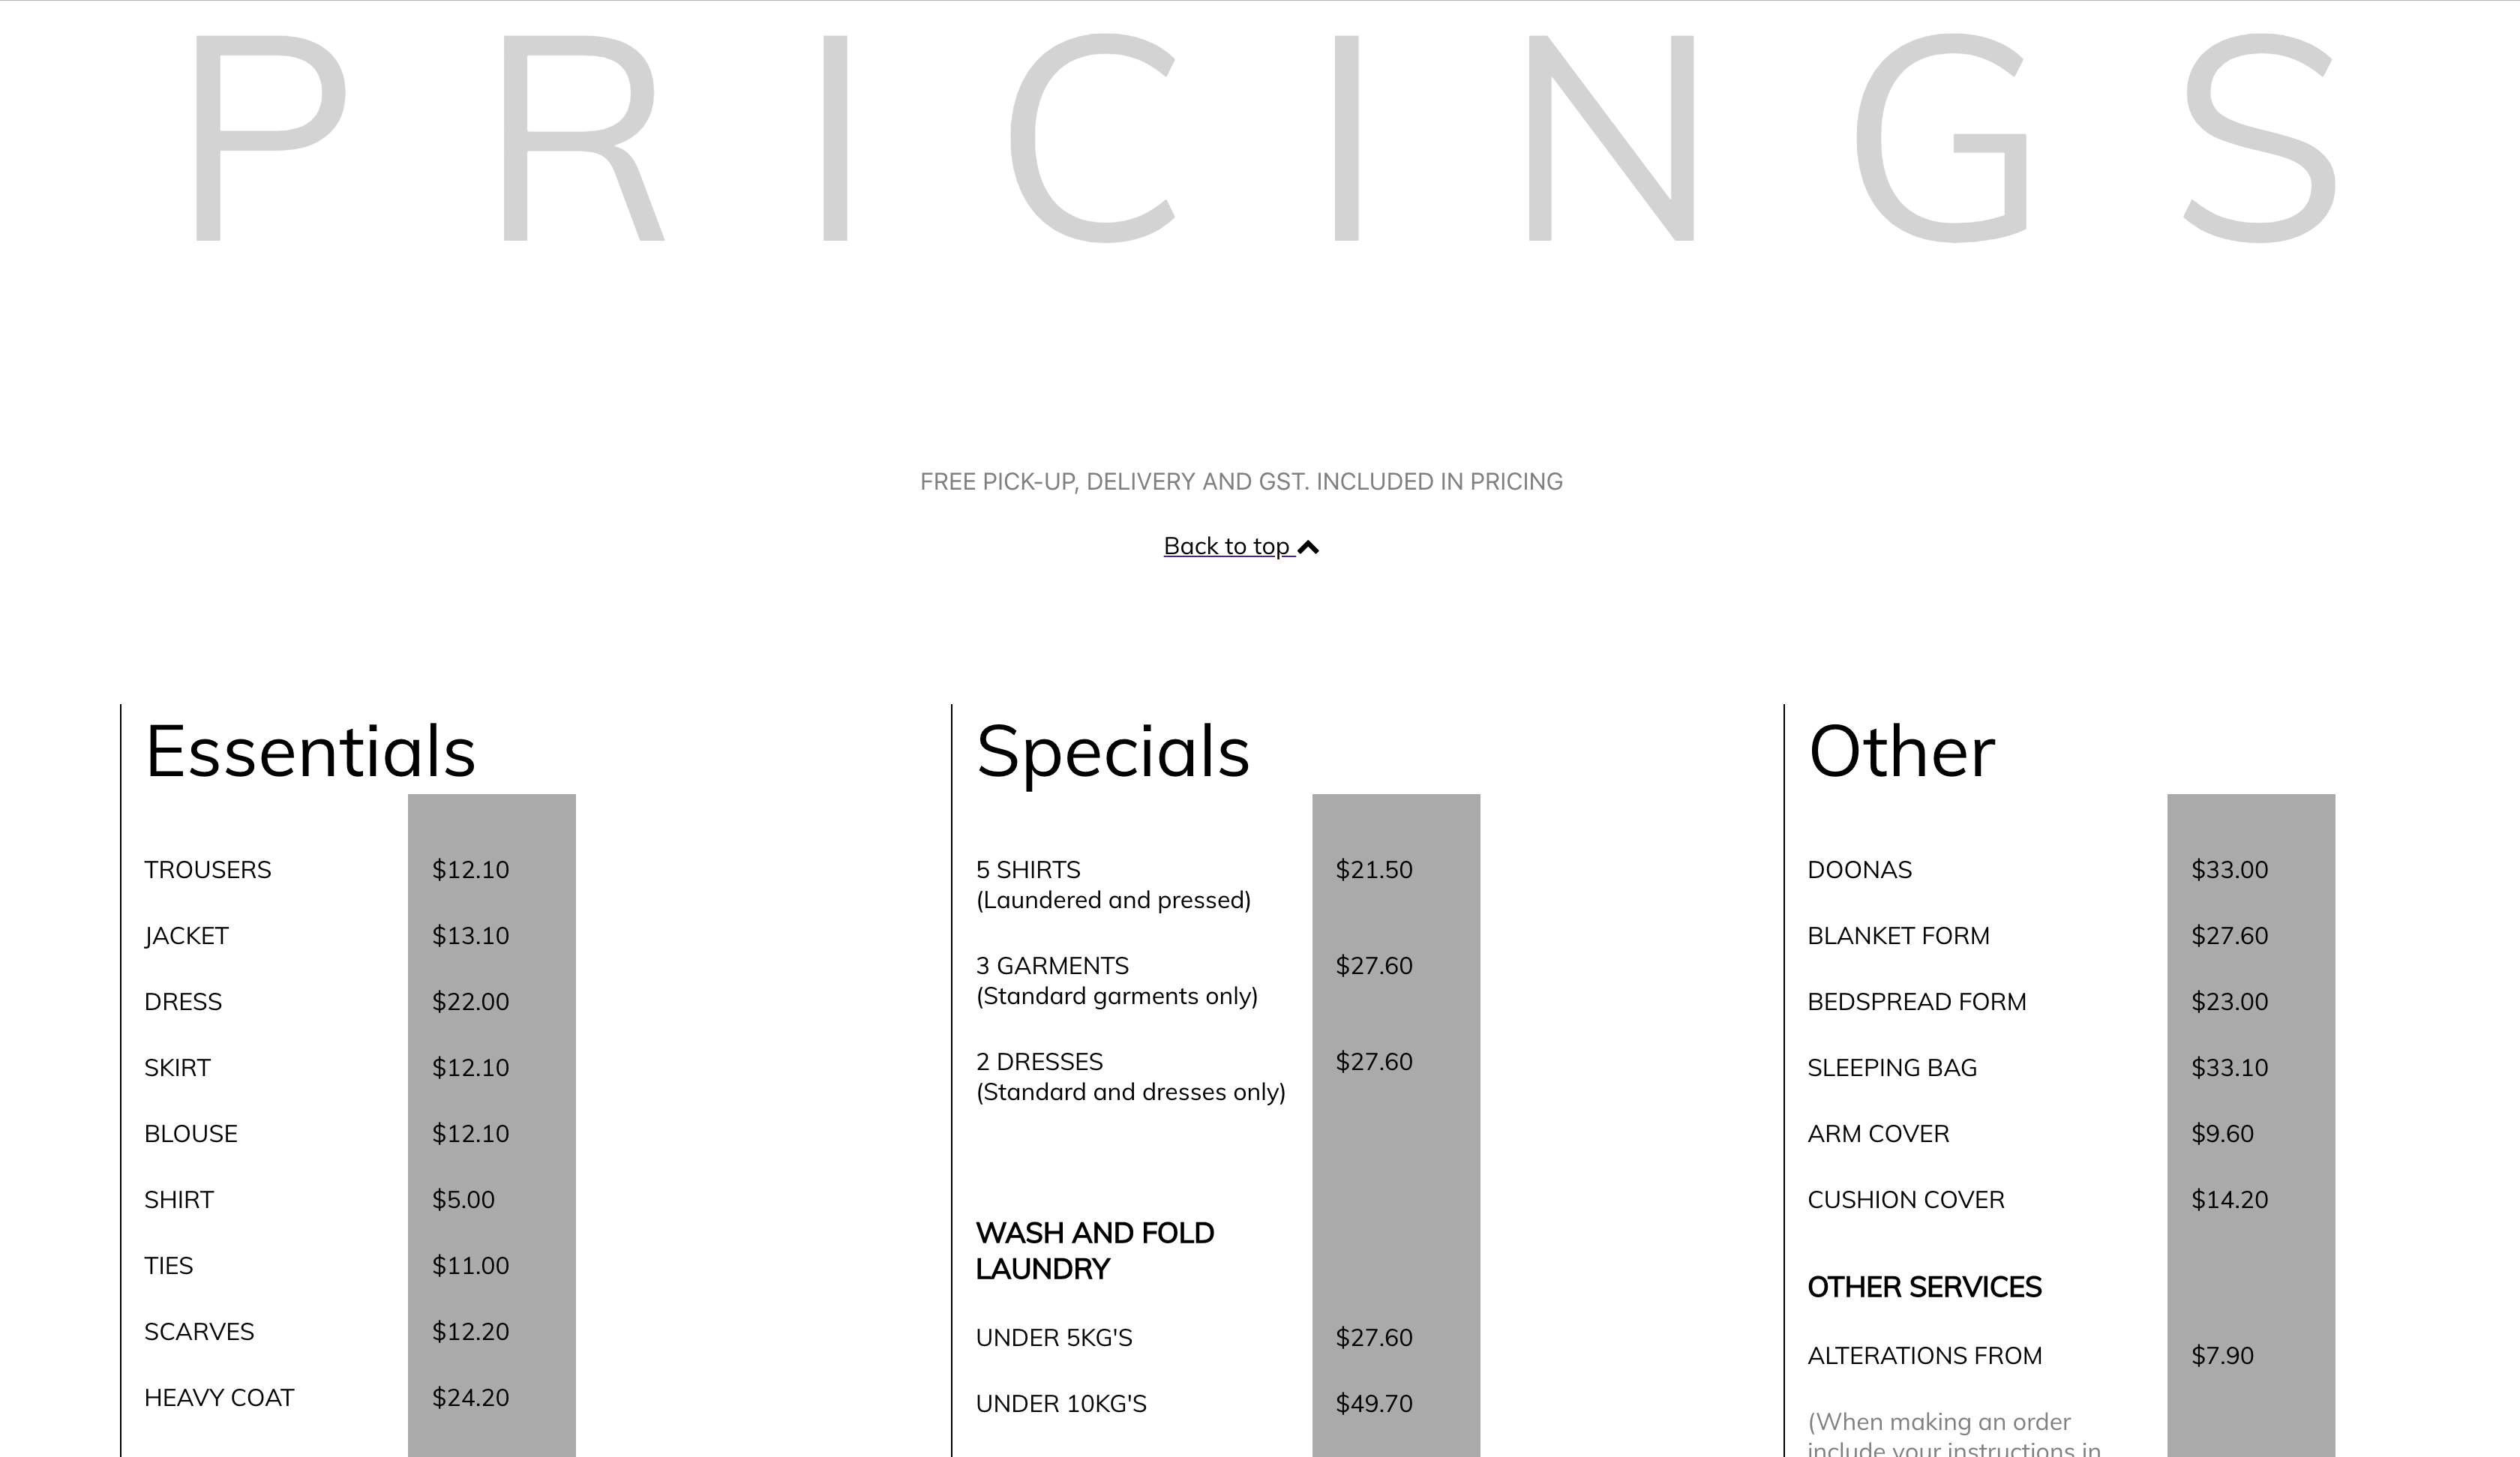 PRICINGS
FREE PICK-UP, DELIVERY AND GST. INCLUDED IN PRICING
Back to top
Essentials
TROUSERS $12.10
JACKET $13.10
DRESS $22.00
SKIRT $12.10
BLOUSE $12.10
SHIRT $5.00
TIES $11.00
SCARVES $12.20
HEAVY COAT $24.20
Specials
5 SHIRTS $21.50
(Laundered and pressed)
3 GARMENTS $27.60
(Standard garments only)
2 DRESSES $27.60
(Standard and dresses only)
WASH AND FOLD
LAUNDRY
UNDER 5KG'S $27.60
UNDER 10KG'S $49.70
Other
DOONAS $33.00
BLANKET FORM $27.60
BEDSPREAD FORM $23.00
SLEEPING BAG $33.10
ARM COVER $9.60
CUSHION COVER $14.20
OTHER SERVICES
ALTERATIONS FROM $7.90
(When making an order
include your instructions in